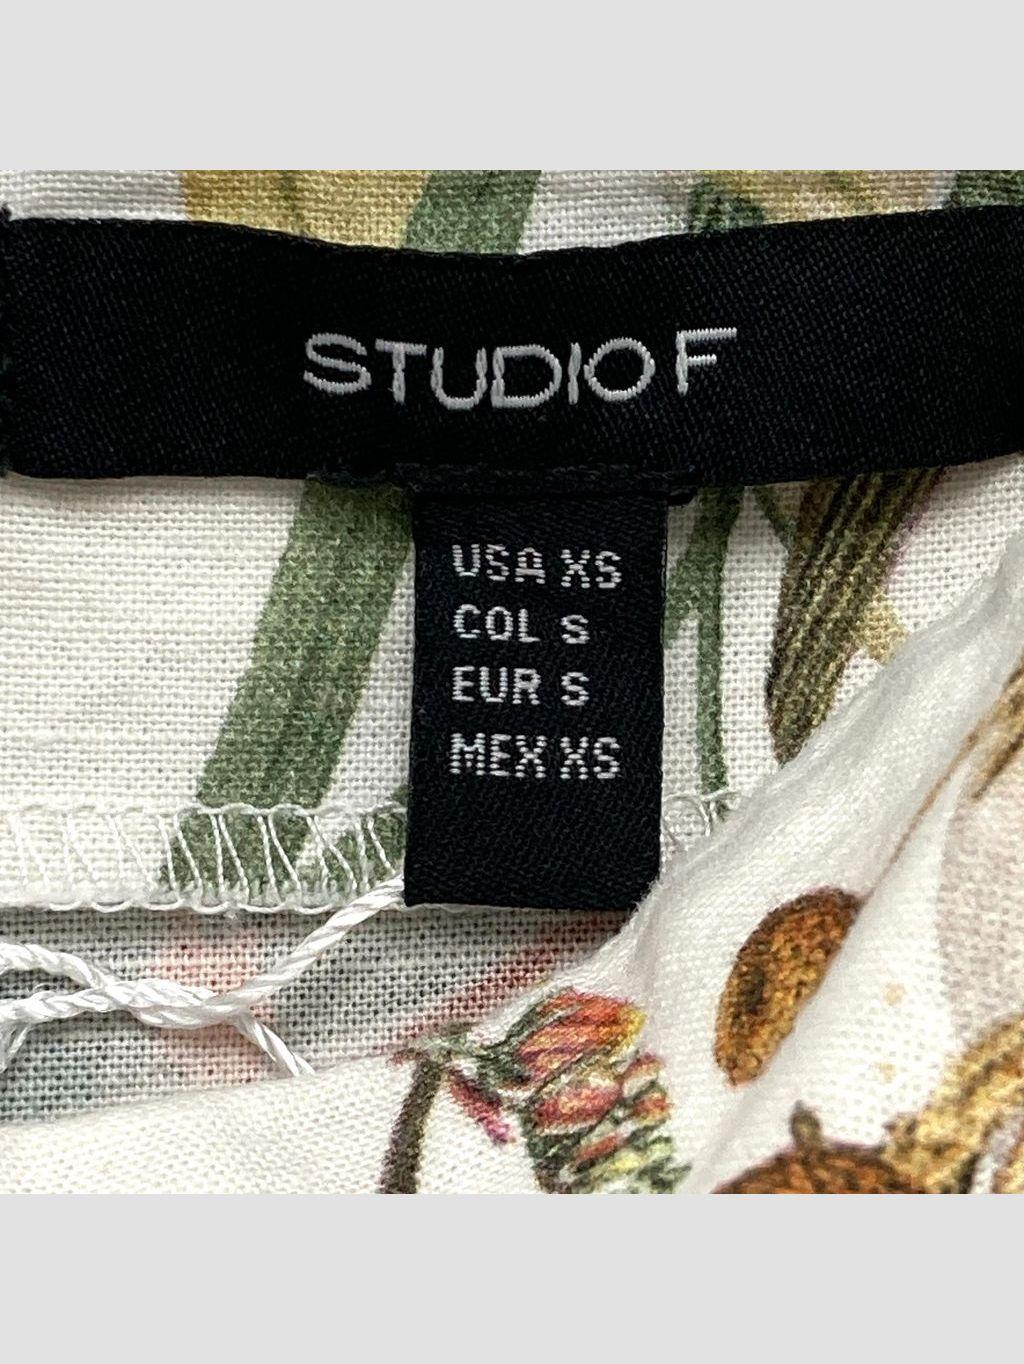 STUDIO F
USA XS
COL S
EUR S
MEX XS